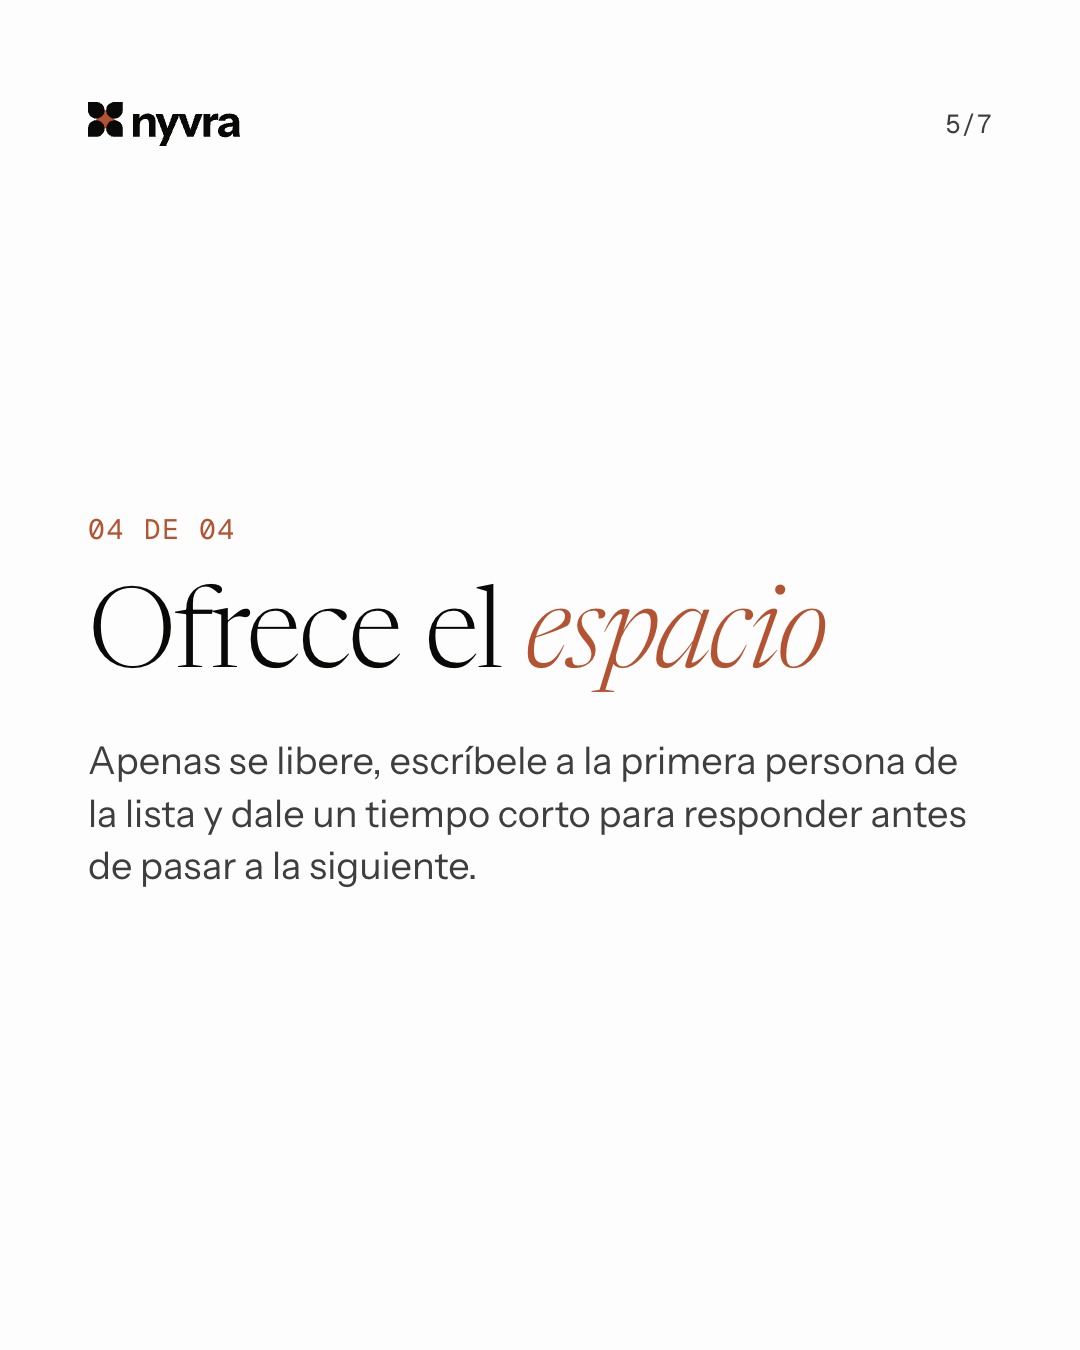 nyvra
5/7
04 DE 04
Ofrece el espacio
Apenas se libere, escríbele a la primera persona de
la lista y dale un tiempo corto para responder antes
de pasar a la siguiente.